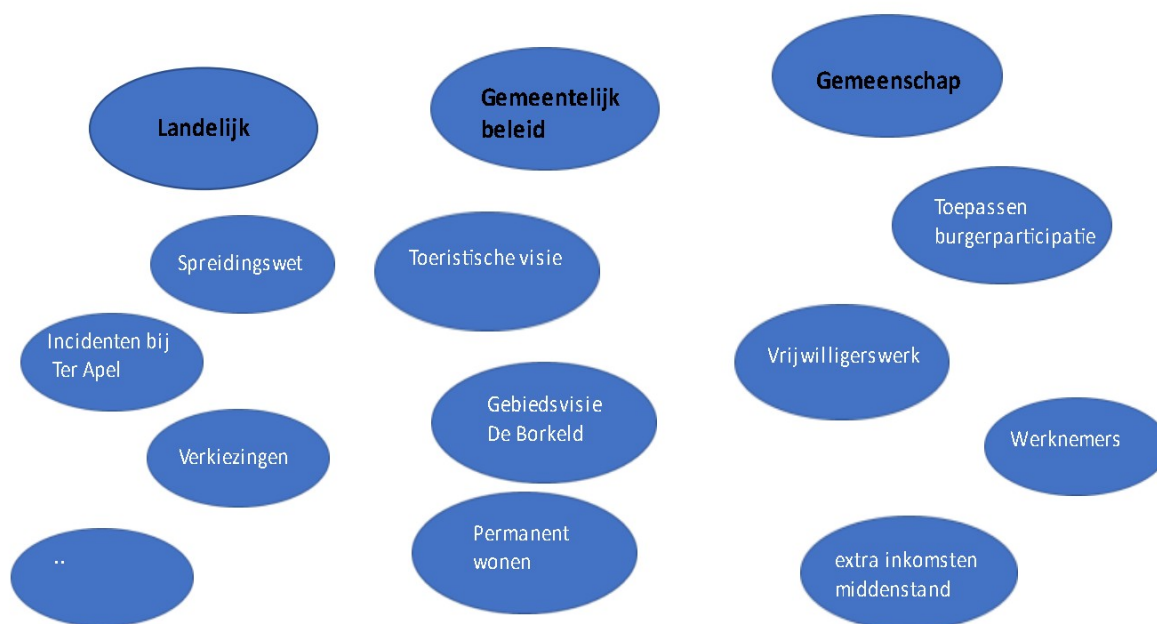 Landelijk
Spreidingswet
Incidenten bij
Ter Apel
Verkiezingen
..
Gemeentelijk
beleid
Toeristische visie
Gebiedsvisie
De Borkeld
Permanent
wonen
Gemeenschap
Toepassen
burgerparticipatie
Vrijwilligerswerk
Werknemers
extra inkomsten
middenstand